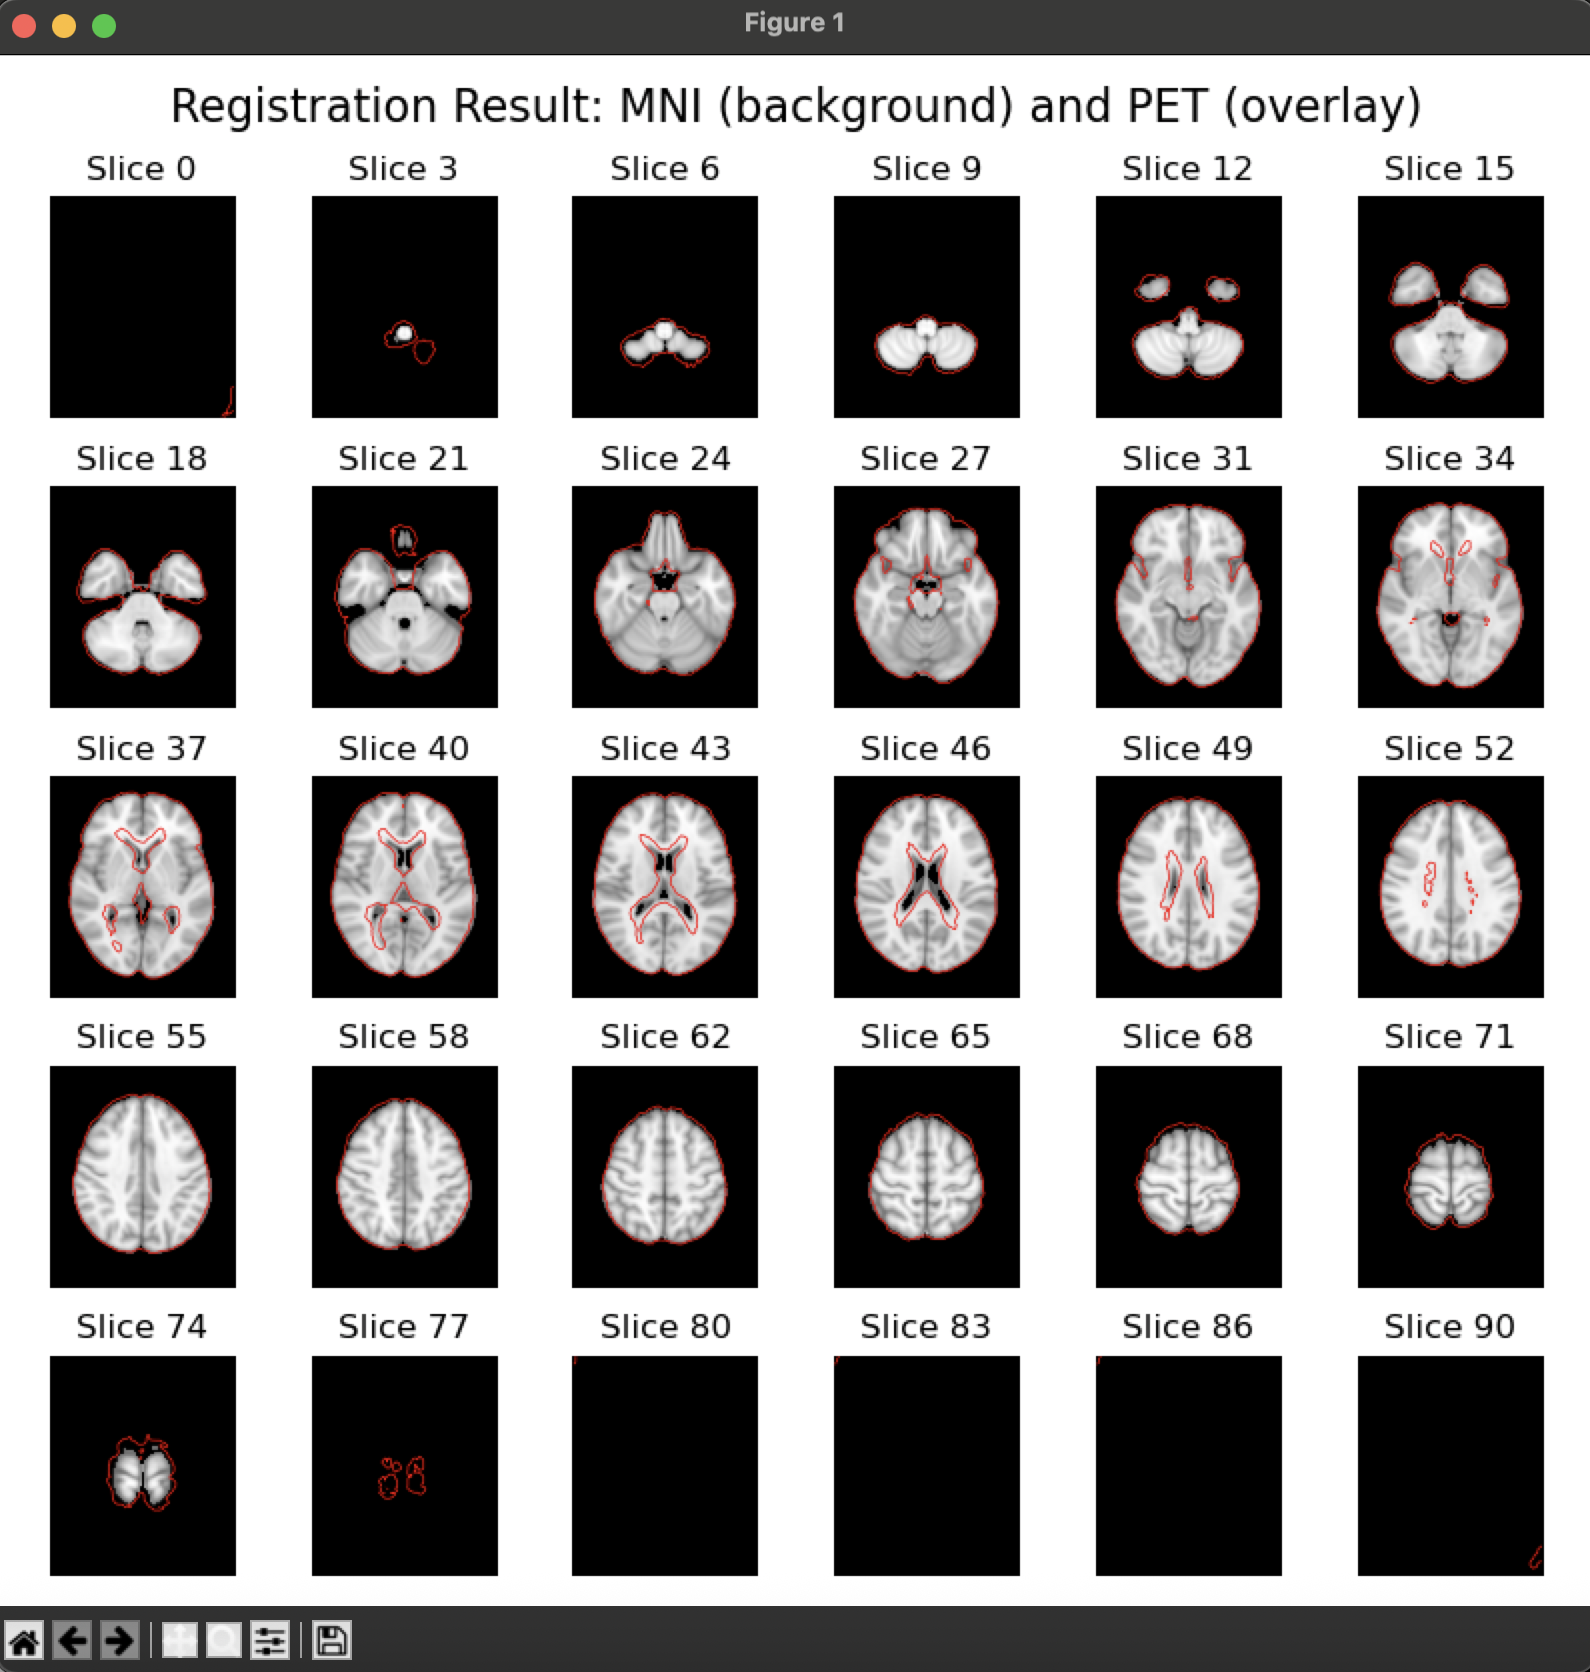 Figure 1
Registration Result: MNI (background) and PET (overlay)
Slice 0 Slice 3 Slice 6 Slice 9 Slice 12 Slice 15
Slice 18 Slice 21 Slice 24 Slice 27 Slice 31 Slice 34
Slice 37 Slice 40 Slice 43 Slice 46 Slice 49 Slice 52
Slice 55 Slice 58 Slice 62 Slice 65 Slice 68 Slice 71
Slice 74 Slice 77 Slice 80 Slice 83 Slice 86 Slice 90